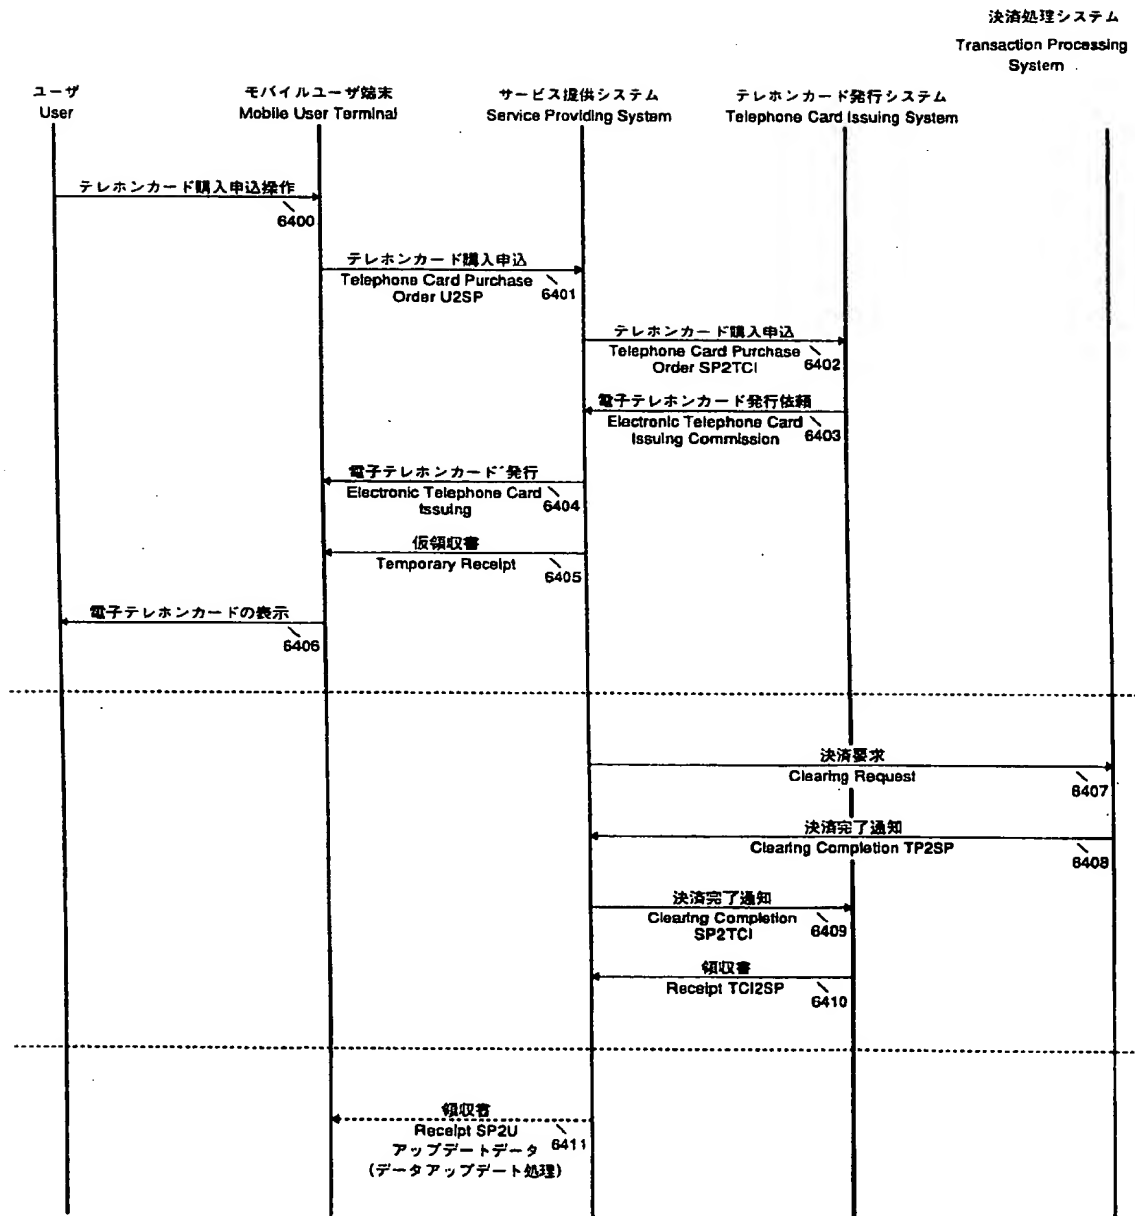 決済処理システム
Transaction Processing
System
ユーザ
User
モバイルユーザ端末
Mobile User Terminal
サービス提供システム
Service Providing System
テレホンカード発行システム
Telephone Card Issuing System
テレホンカード購入申込操作
6400
テレホンカード購入申込
Telephone Card Purchase
Order U2SP
6401
テレホンカード購入申込
Telephone Card Purchase
Order SP2TCI
6402
電子テレホンカード発行依頼
Electronic Telephone Card
Issuing Commission
6403
電子テレホンカード発行
Electronic Telephone Card
Issuing
6404
仮領収書
Temporary Receipt
6405
電子テレホンカードの表示
6406
決済要求
Clearing Request
6407
決済完了通知
Clearing Completion TP2SP
6408
決済完了通知
Clearing Completion
SP2TCI
6409
領収書
Receipt TCI2SP
6410
領収書
Receipt SP2U
6411
アップデートデータ
(データアップデート処理)